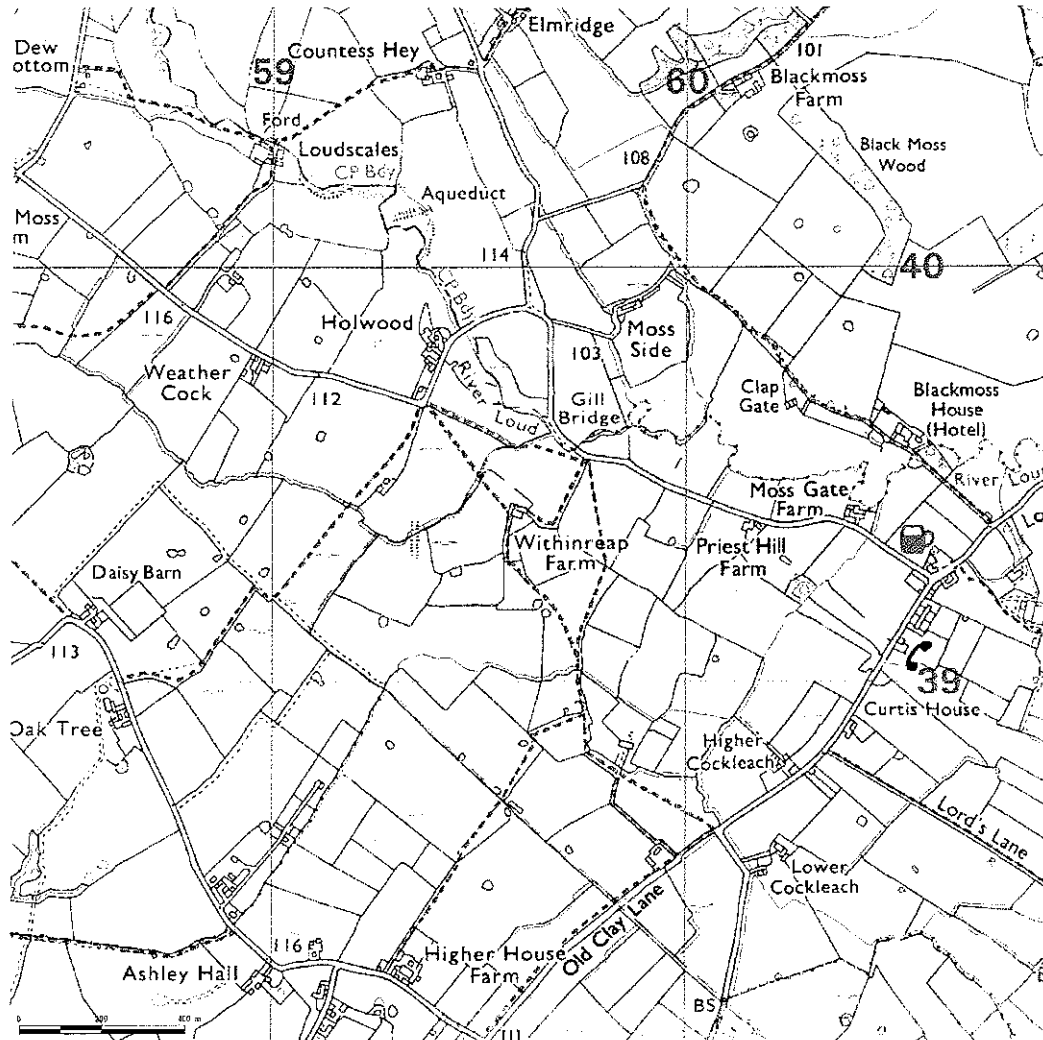 Dew
ottom
59
Countess Hey
Elmridge
101
60
Blackmoss
Farm
Ford
Loudscales
CP Bdy
Aqueduct
108
Black Moss
Wood
Moss
m
114
40
CP Bdy
116
Holwood
Moss
Side
103
Weather
Cock
112
River
Loud
Gill
Bridge
Clap
Gate
Blackmoss
House
(Hotel)
River Lou
Moss Gate
Farm
Lo
Withinreap
Farm
Priest Hill
Farm
Daisy Barn
113
39
Curtis House
Oak Tree
Higher
Cockleach
Lord's Lane
Lower
Cockleach
Old Clay Lane
116
Ashley Hall
Higher House
Farm
BS
111
0 200 400 m